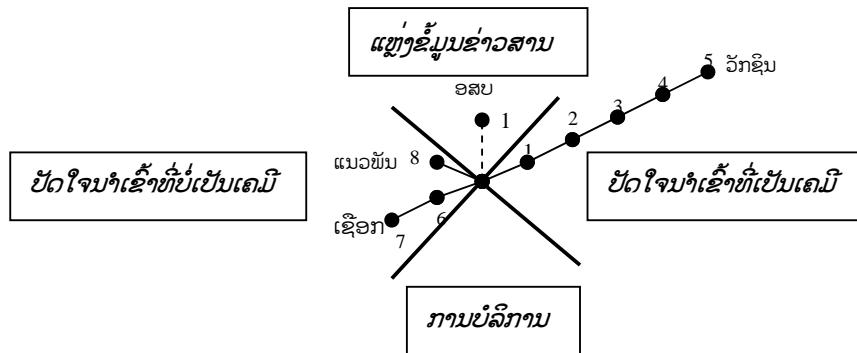 ແຫຼ່ງຂໍ້ມູນຂ່າວສານ
ອສບ
1
5 ວັກຊິນ
4
3
2
1
ແນວພັນ 8
ປັດໃຈນຳເຂົ້າທີ່ບໍ່ເປັນເຄມີ
ປັດໃຈນຳເຂົ້າທີ່ເປັນເຄມີ
6
ເຊືອກ
7
ການບໍລິການ